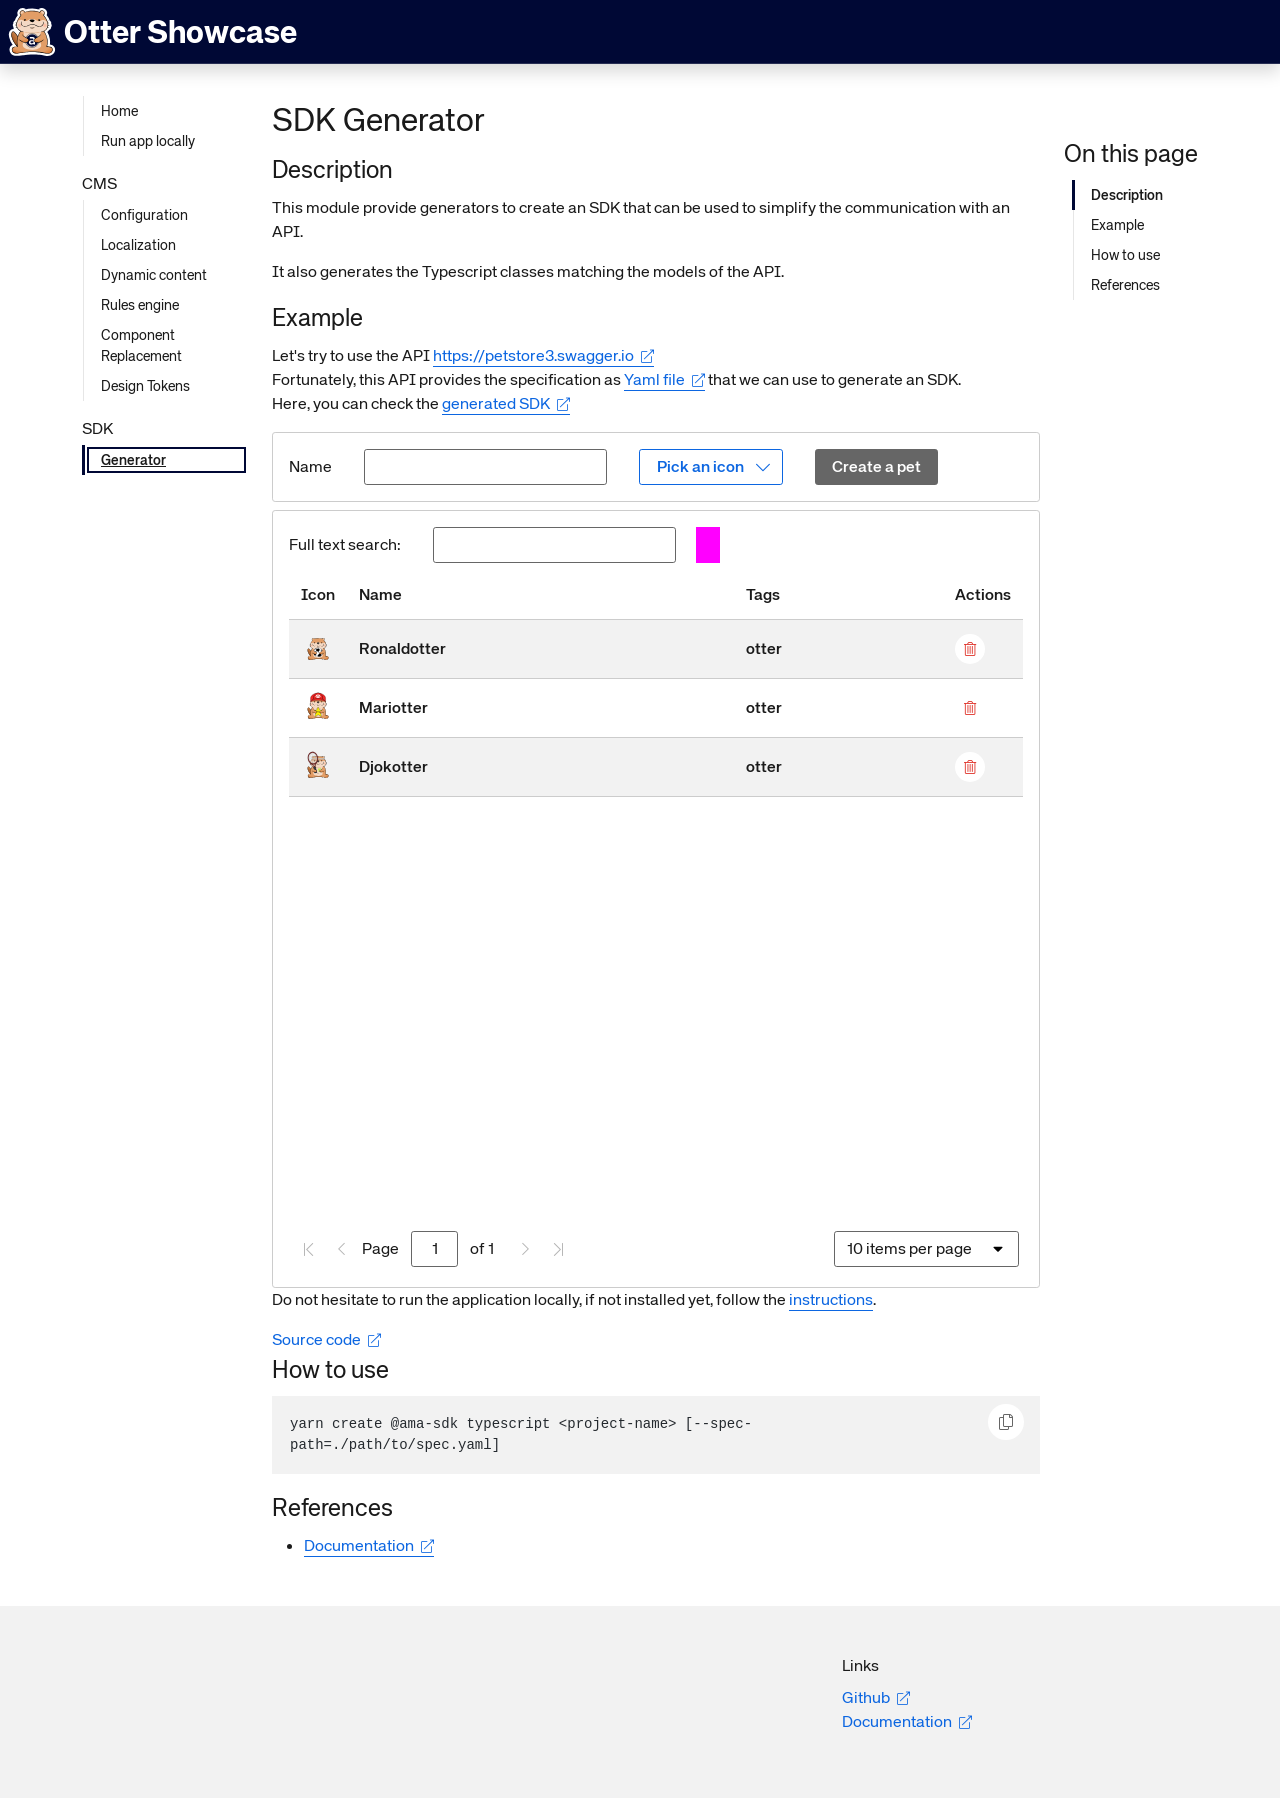 Otter Showcase
Home
Run app locally
CMS
Configuration
Localization
Dynamic content
Rules engine
Component
Replacement
Design Tokens
SDK
Generator
SDK Generator
Description
This module provide generators to create an SDK that can be used to simplify the communication with an
API.
It also generates the Typescript classes matching the models of the API.
Example
Let's try to use the API https://petstore3.swagger.io
Fortunately, this API provides the specification as Yaml file that we can use to generate an SDK.
Here, you can check the generated SDK
Name Pick an icon Create a pet
Full text search:
Icon Name Tags Actions
Ronaldotter otter
Mariotter otter
Djokotter otter
Page 1 of 1 10 items per page
Do not hesitate to run the application locally, if not installed yet, follow the instructions.
Source code
How to use
yarn create @ama-sdk typescript <project-name> [--spec-
path=./path/to/spec.yaml]
References
Documentation
On this page
Description
Example
How to use
References
Links
Github
Documentation